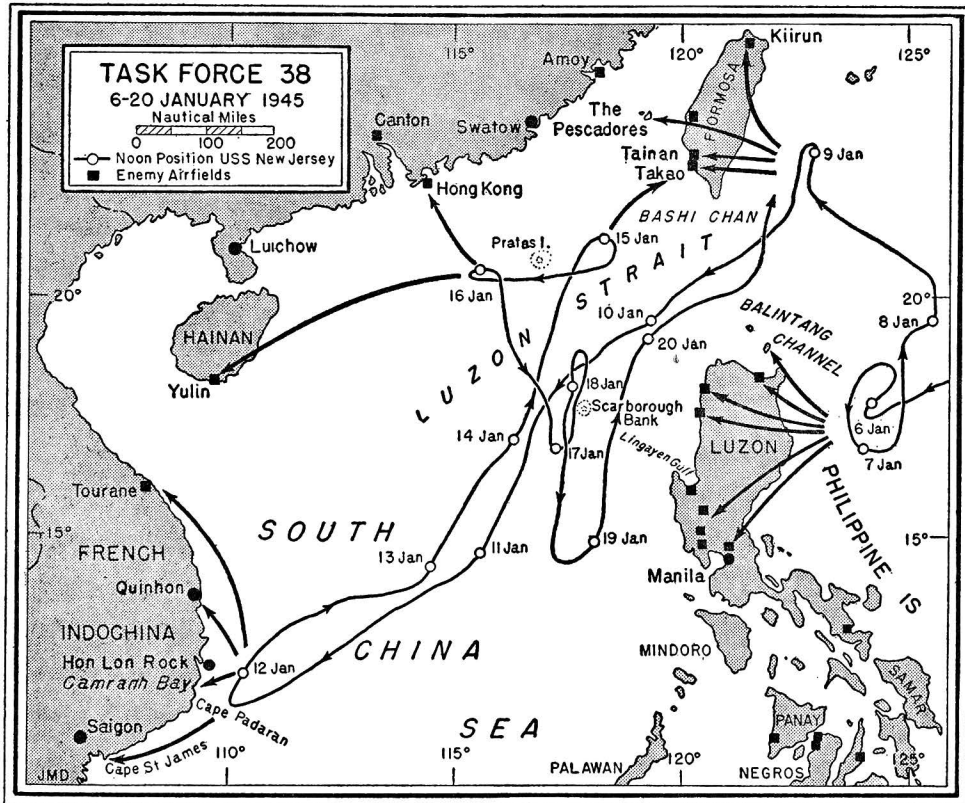 TASK FORCE 38
6-20 JANUARY 1945
Nautical Miles
0 100 200
Noon Position USS New Jersey
Enemy Airfields
115°
120°
125°
Kiirun
Amoy
FORMOSA
The
Pescadores
Canton
Swatow
Tainan
Takao
9 Jan
Hong Kong
BASHI CHAN
Luichow
Pratas I.
15 Jan
STRAIT
20°
16 Jan
20°
10 Jan
8 Jan
HAINAN
20 Jan
BALINTANG
CHANNEL
Yulin
LUZON
18 Jan
Scarborough
Bank
6 Jan
14 Jan
17 Jan
LUZON
7 Jan
Lingayen Gulf
Tourane
PHILIPPINE IS
15°
SOUTH
19 Jan
15°
FRENCH
13 Jan
11 Jan
Manila
Quinhon
INDOCHINA
CHINA
MINDORO
Hon Lon Rock
Camranh Bay
12 Jan
SAMAR
Cape Padaran
Saigon
SEA
PANAY
Cape St James
110°
115°
120°
125°
JMD
PALAWAN
NEGROS